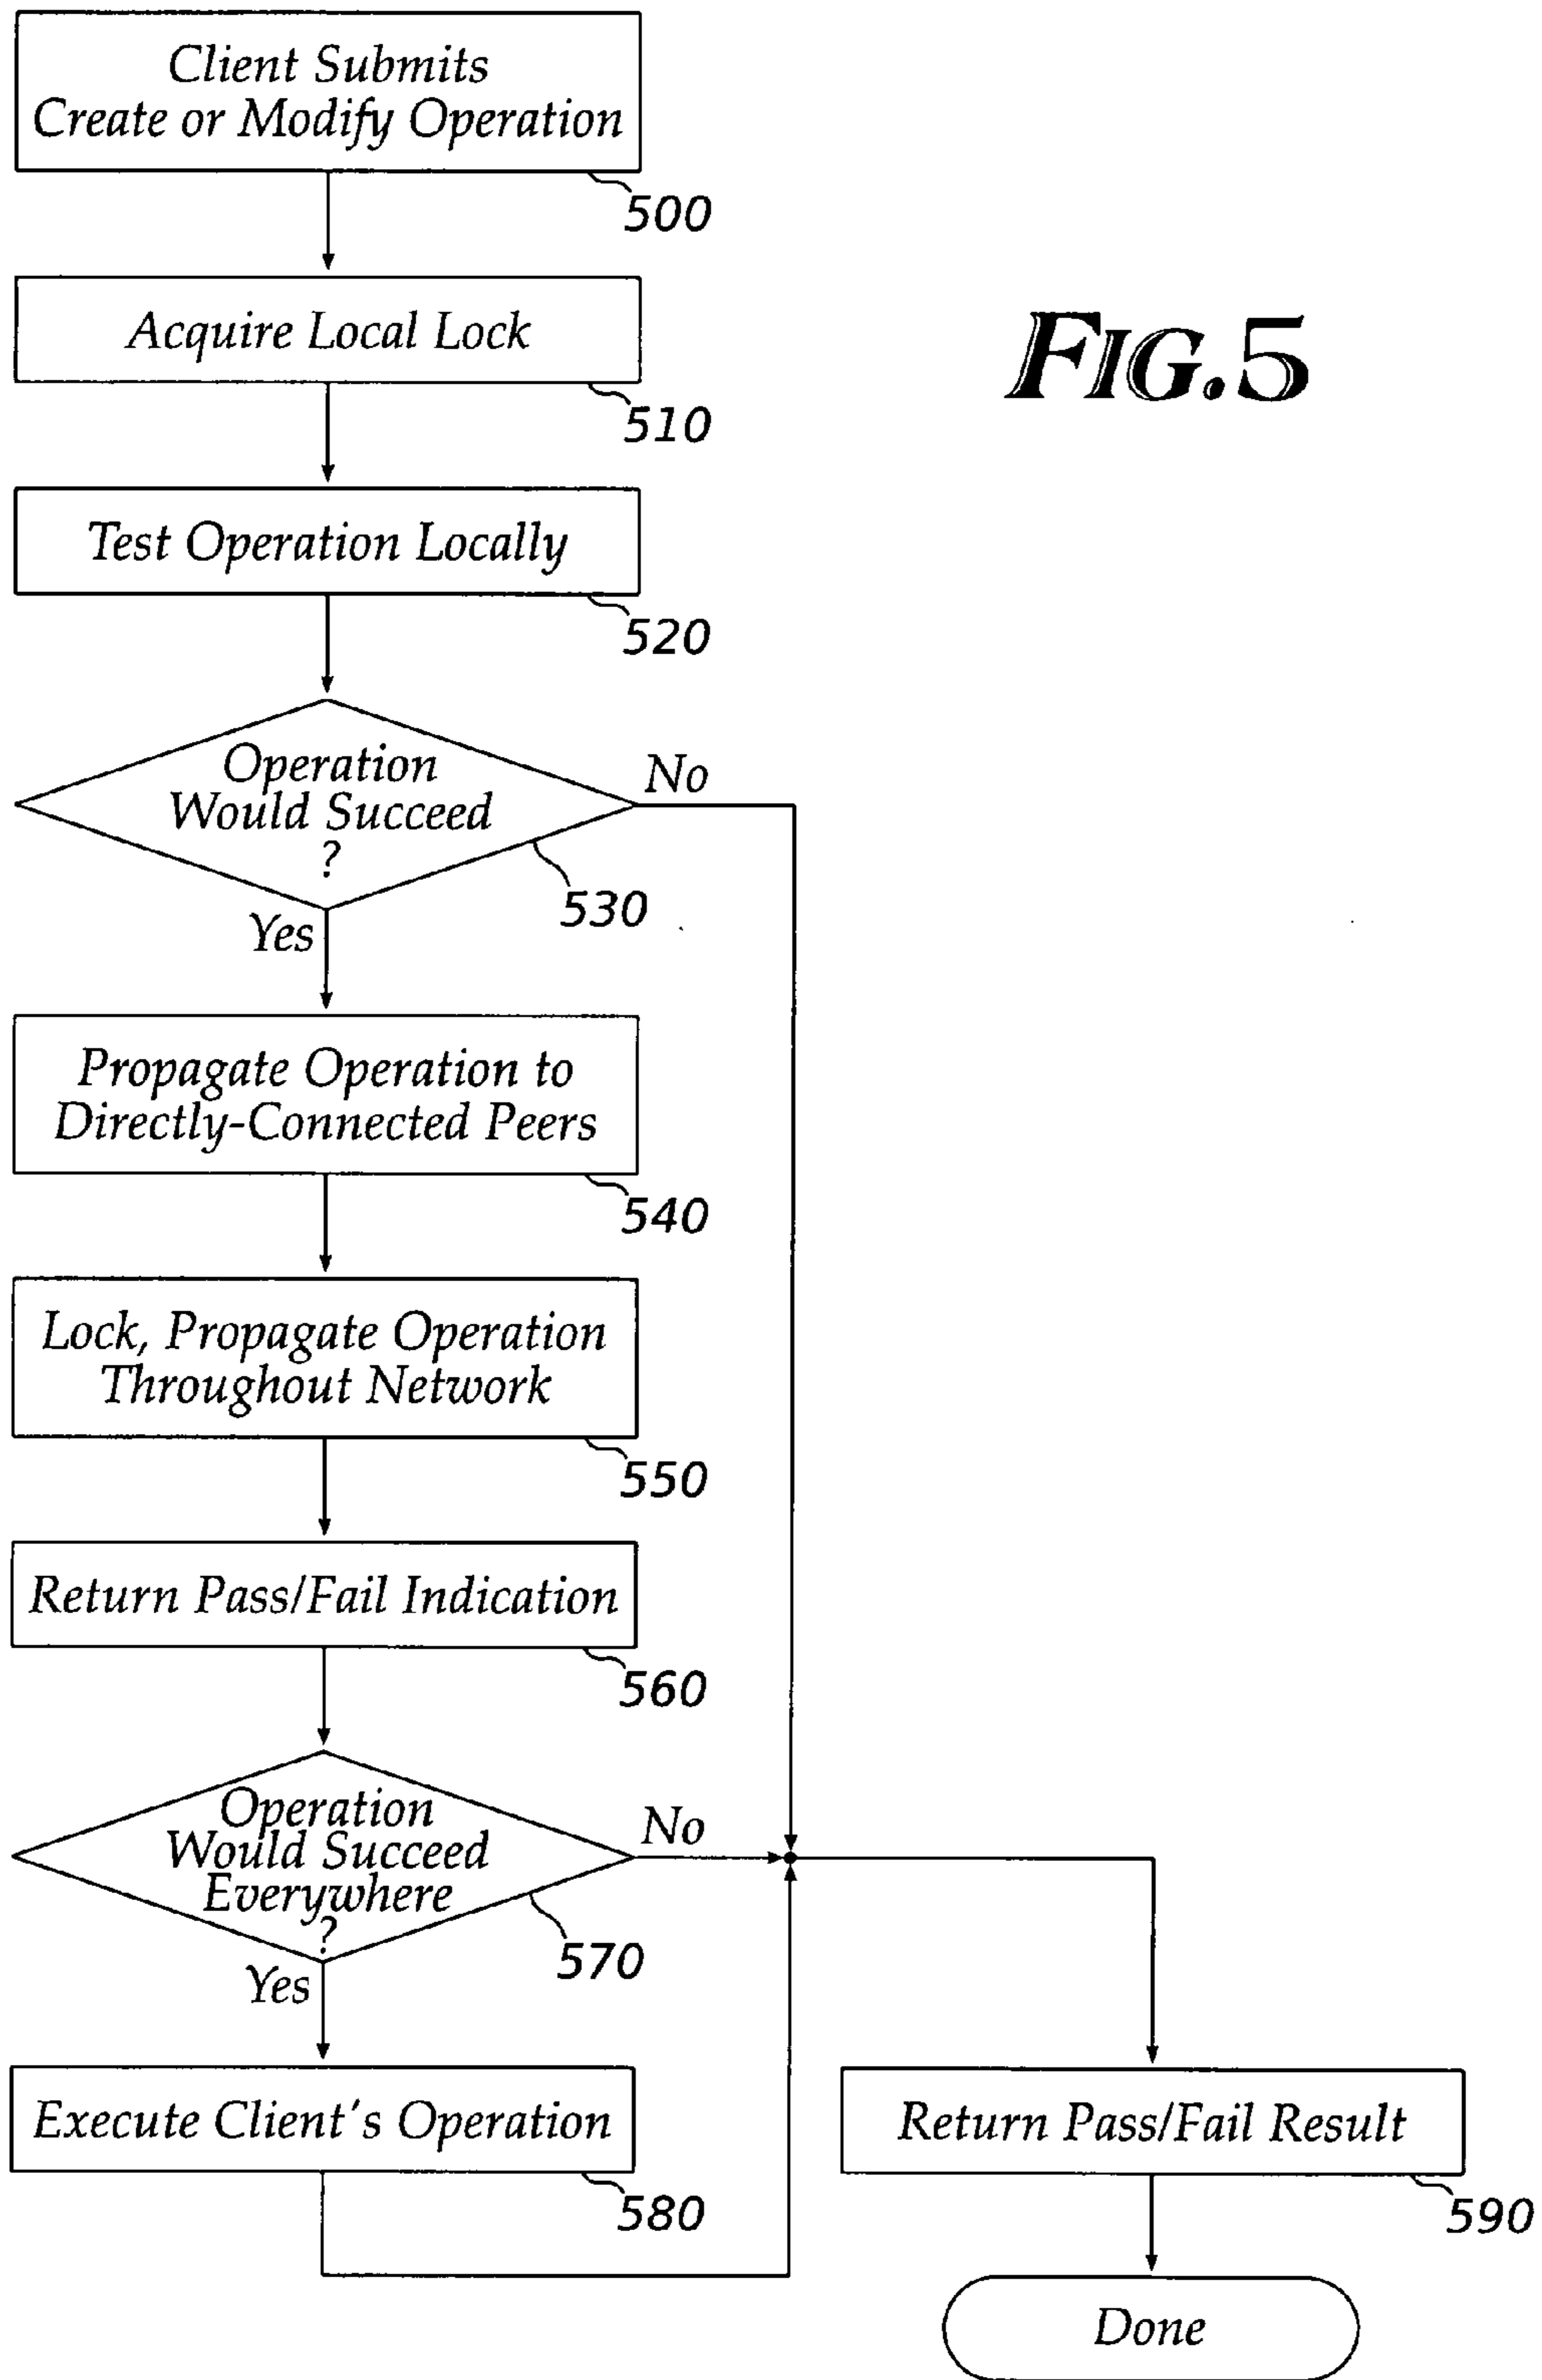 Client Submits
Create or Modify Operation
500
FIG.5
Acquire Local Lock
510
Test Operation Locally
520
Operation
Would Succeed
?
No
530
Yes
Propagate Operation to
Directly-Connected Peers
540
Lock, Propagate Operation
Throughout Network
550
Return Pass/Fail Indication
560
Operation
Would Succeed
Everywhere
?
No
570
Yes
Execute Client's Operation
580
Return Pass/Fail Result
590
Done